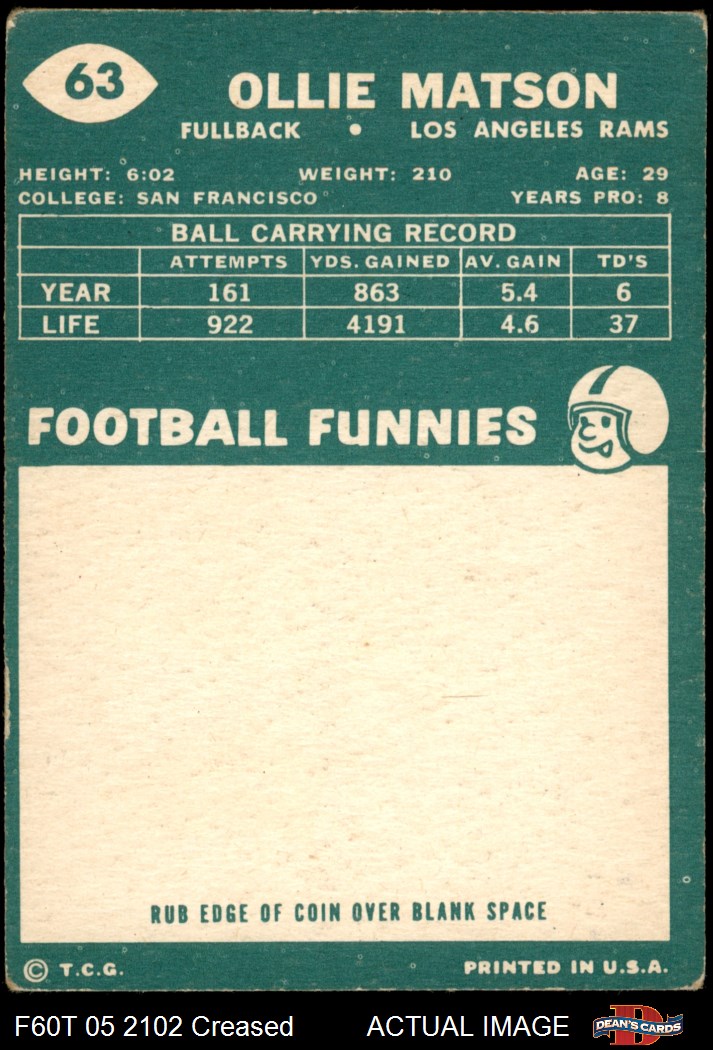 63
OLLIE MATSON
FULLBACK • LOS ANGELES RAMS
HEIGHT: 6:02 WEIGHT: 210 AGE: 29
COLLEGE: SAN FRANCISCO YEARS PRO: 8
BALL CARRYING RECORD
ATTEMPTS YDS. GAINED AV. GAIN TD'S
YEAR 161 863 5.4 6
LIFE 922 4191 4.6 37
FOOTBALL FUNNIES
RUB EDGE OF COIN OVER BLANK SPACE
© T.C.G. PRINTED IN U.S.A.
F60T 05 2102 Creased ACTUAL IMAGE D DEAN'S CARDS